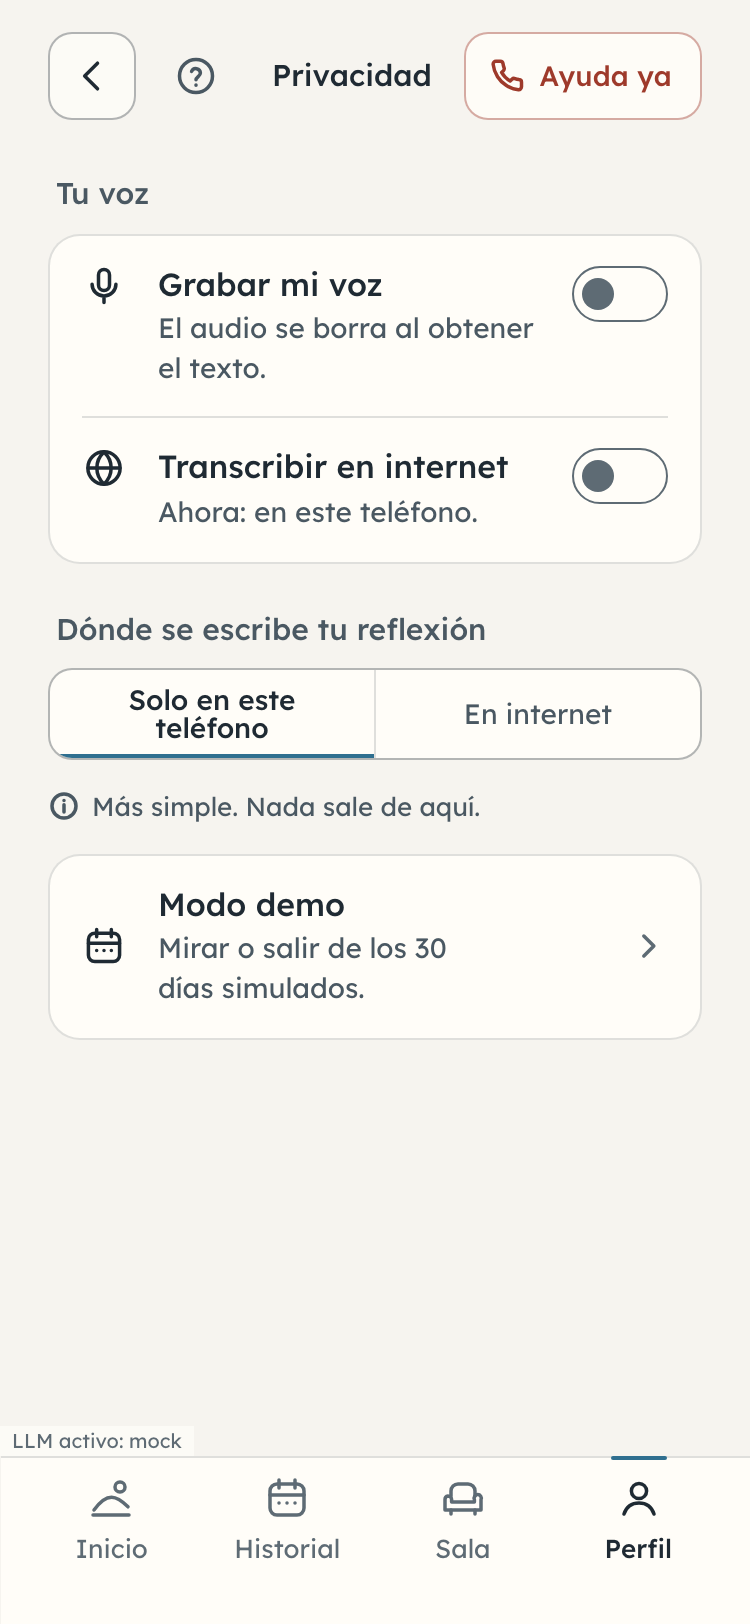 Privacidad
Ayuda ya
Tu voz
Grabar mi voz
El audio se borra al obtener
el texto.
Transcribir en internet
Ahora: en este teléfono.
Dónde se escribe tu reflexión
Solo en este
teléfono
En internet
Más simple. Nada sale de aquí.
Modo demo
Mirar o salir de los 30
días simulados.
LLM activo: mock
Inicio
Historial
Sala
Perfil